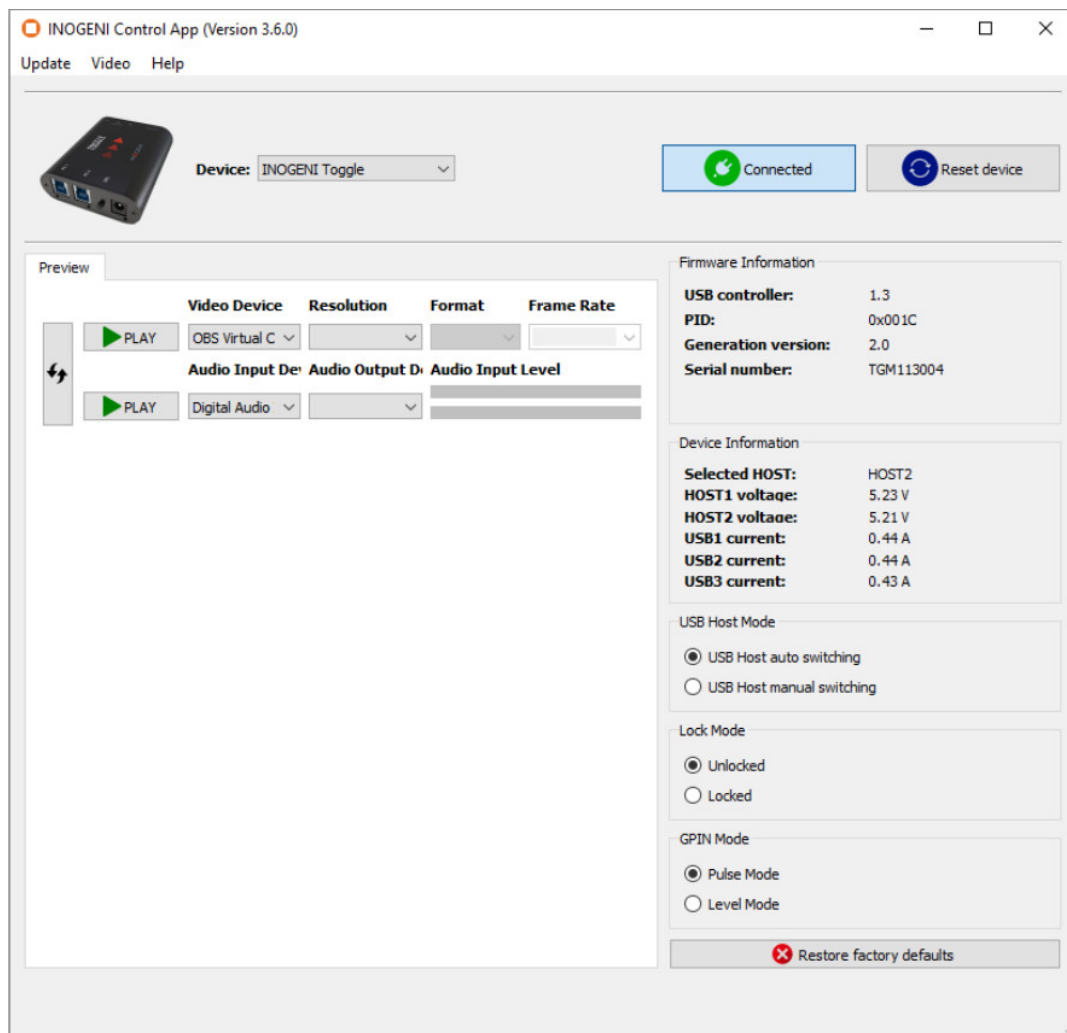 INOGENI Control App (Version 3.6.0)
Update Video Help
Device: INOGENI Toggle
Connected
Reset device
Preview
Video Device Resolution Format Frame Rate
PLAY OBS Virtual C
Audio Input De Audio Output D Audio Input Level
PLAY Digital Audio
Firmware Information
USB controller: 1.3
PID: 0x001C
Generation version: 2.0
Serial number: TGM113004
Device Information
Selected HOST: HOST2
HOST1 voltage: 5.23 V
HOST2 voltage: 5.21 V
USB1 current: 0.44 A
USB2 current: 0.44 A
USB3 current: 0.43 A
USB Host Mode
USB Host auto switching
USB Host manual switching
Lock Mode
Unlocked
Locked
GPIN Mode
Pulse Mode
Level Mode
Restore factory defaults